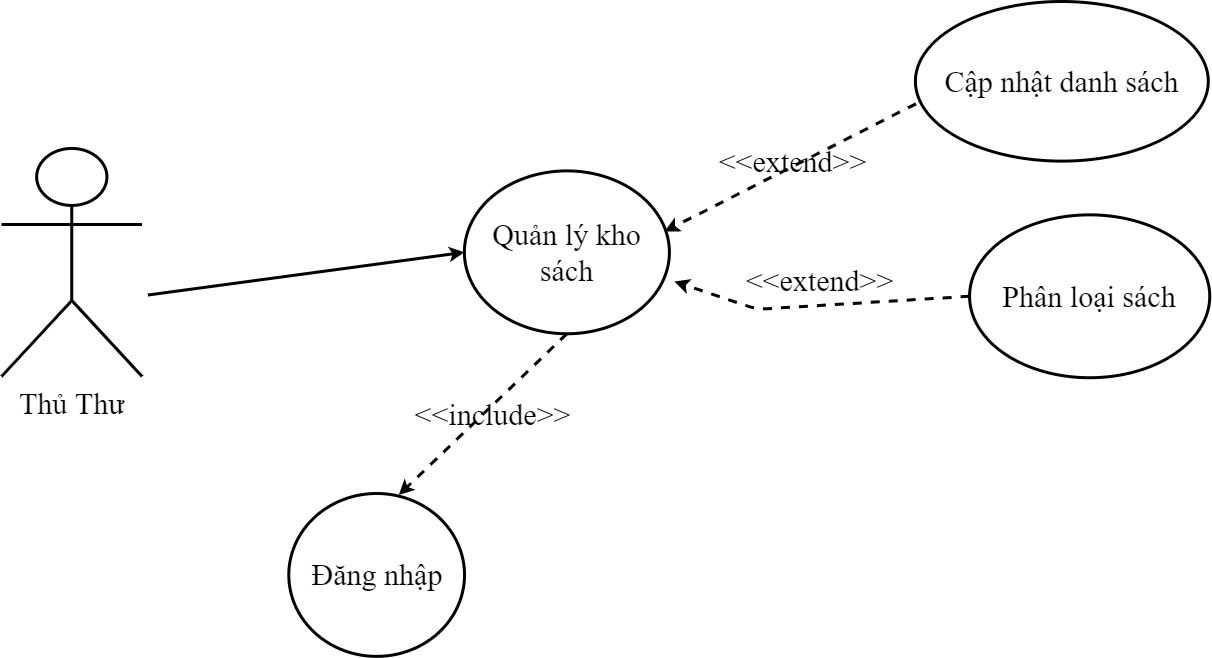 Cập nhật danh sách
<<extend>>
Quản lý kho
sách
<<extend>>
Phân loại sách
Thủ Thư
<<include>>
Đăng nhập